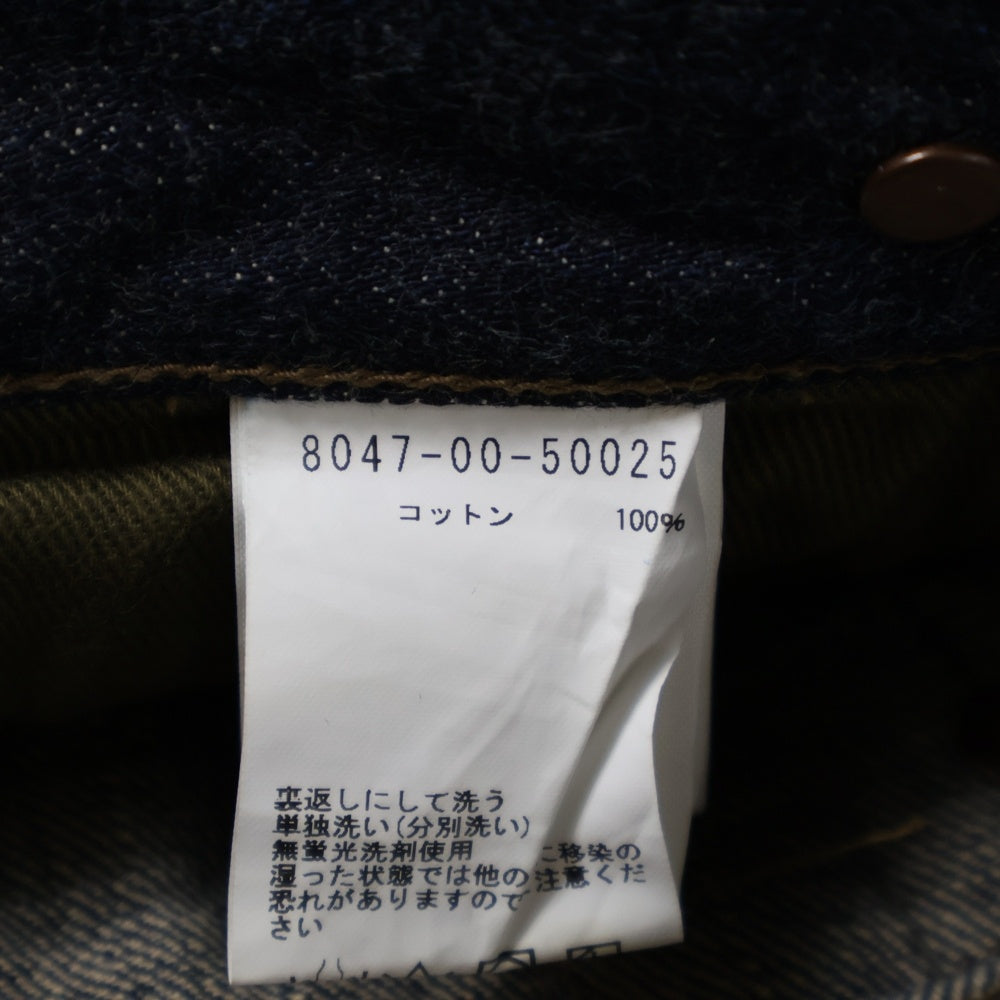 8047-00-50025
コットン 100%
裏返しにして洗う
単独洗い(分別洗い)
無蛍光洗剤使用
湿った状態では他の に移染の
恐れがありますので 注意くだ
さい